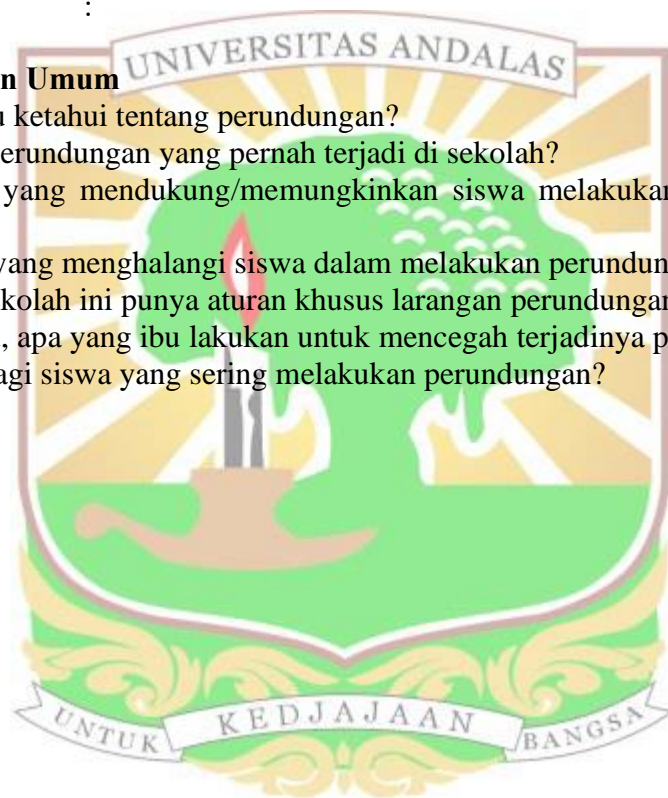 :
UNIVERSITAS ANDALAS
n Umum
u ketahui tentang perundungan?
erundungan yang pernah terjadi di sekolah?
yang mendukung/memungkinkan siswa melakukan
yang menghalangi siswa dalam melakukan perundun
kolah ini punya aturan khusus larangan perundungan
, apa yang ibu lakukan untuk mencegah terjadinya p
agi siswa yang sering melakukan perundungan?
UNTUK KEDJAJAAN BANGSA